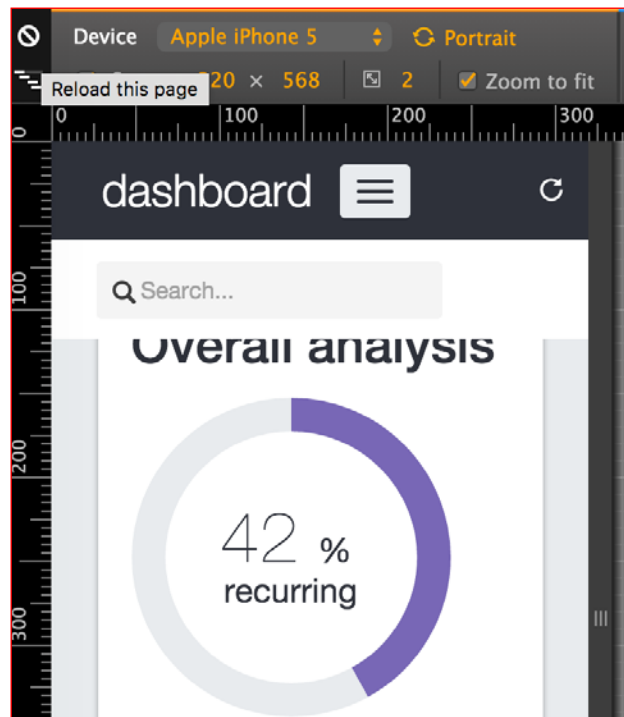 Device Apple iPhone 5 Portrait
20 × 568 2 Zoom to fit
Reload this page
0 100 200 300
0
100
200
300
dashboard
Search...
Overall analysis
42 %
recurring